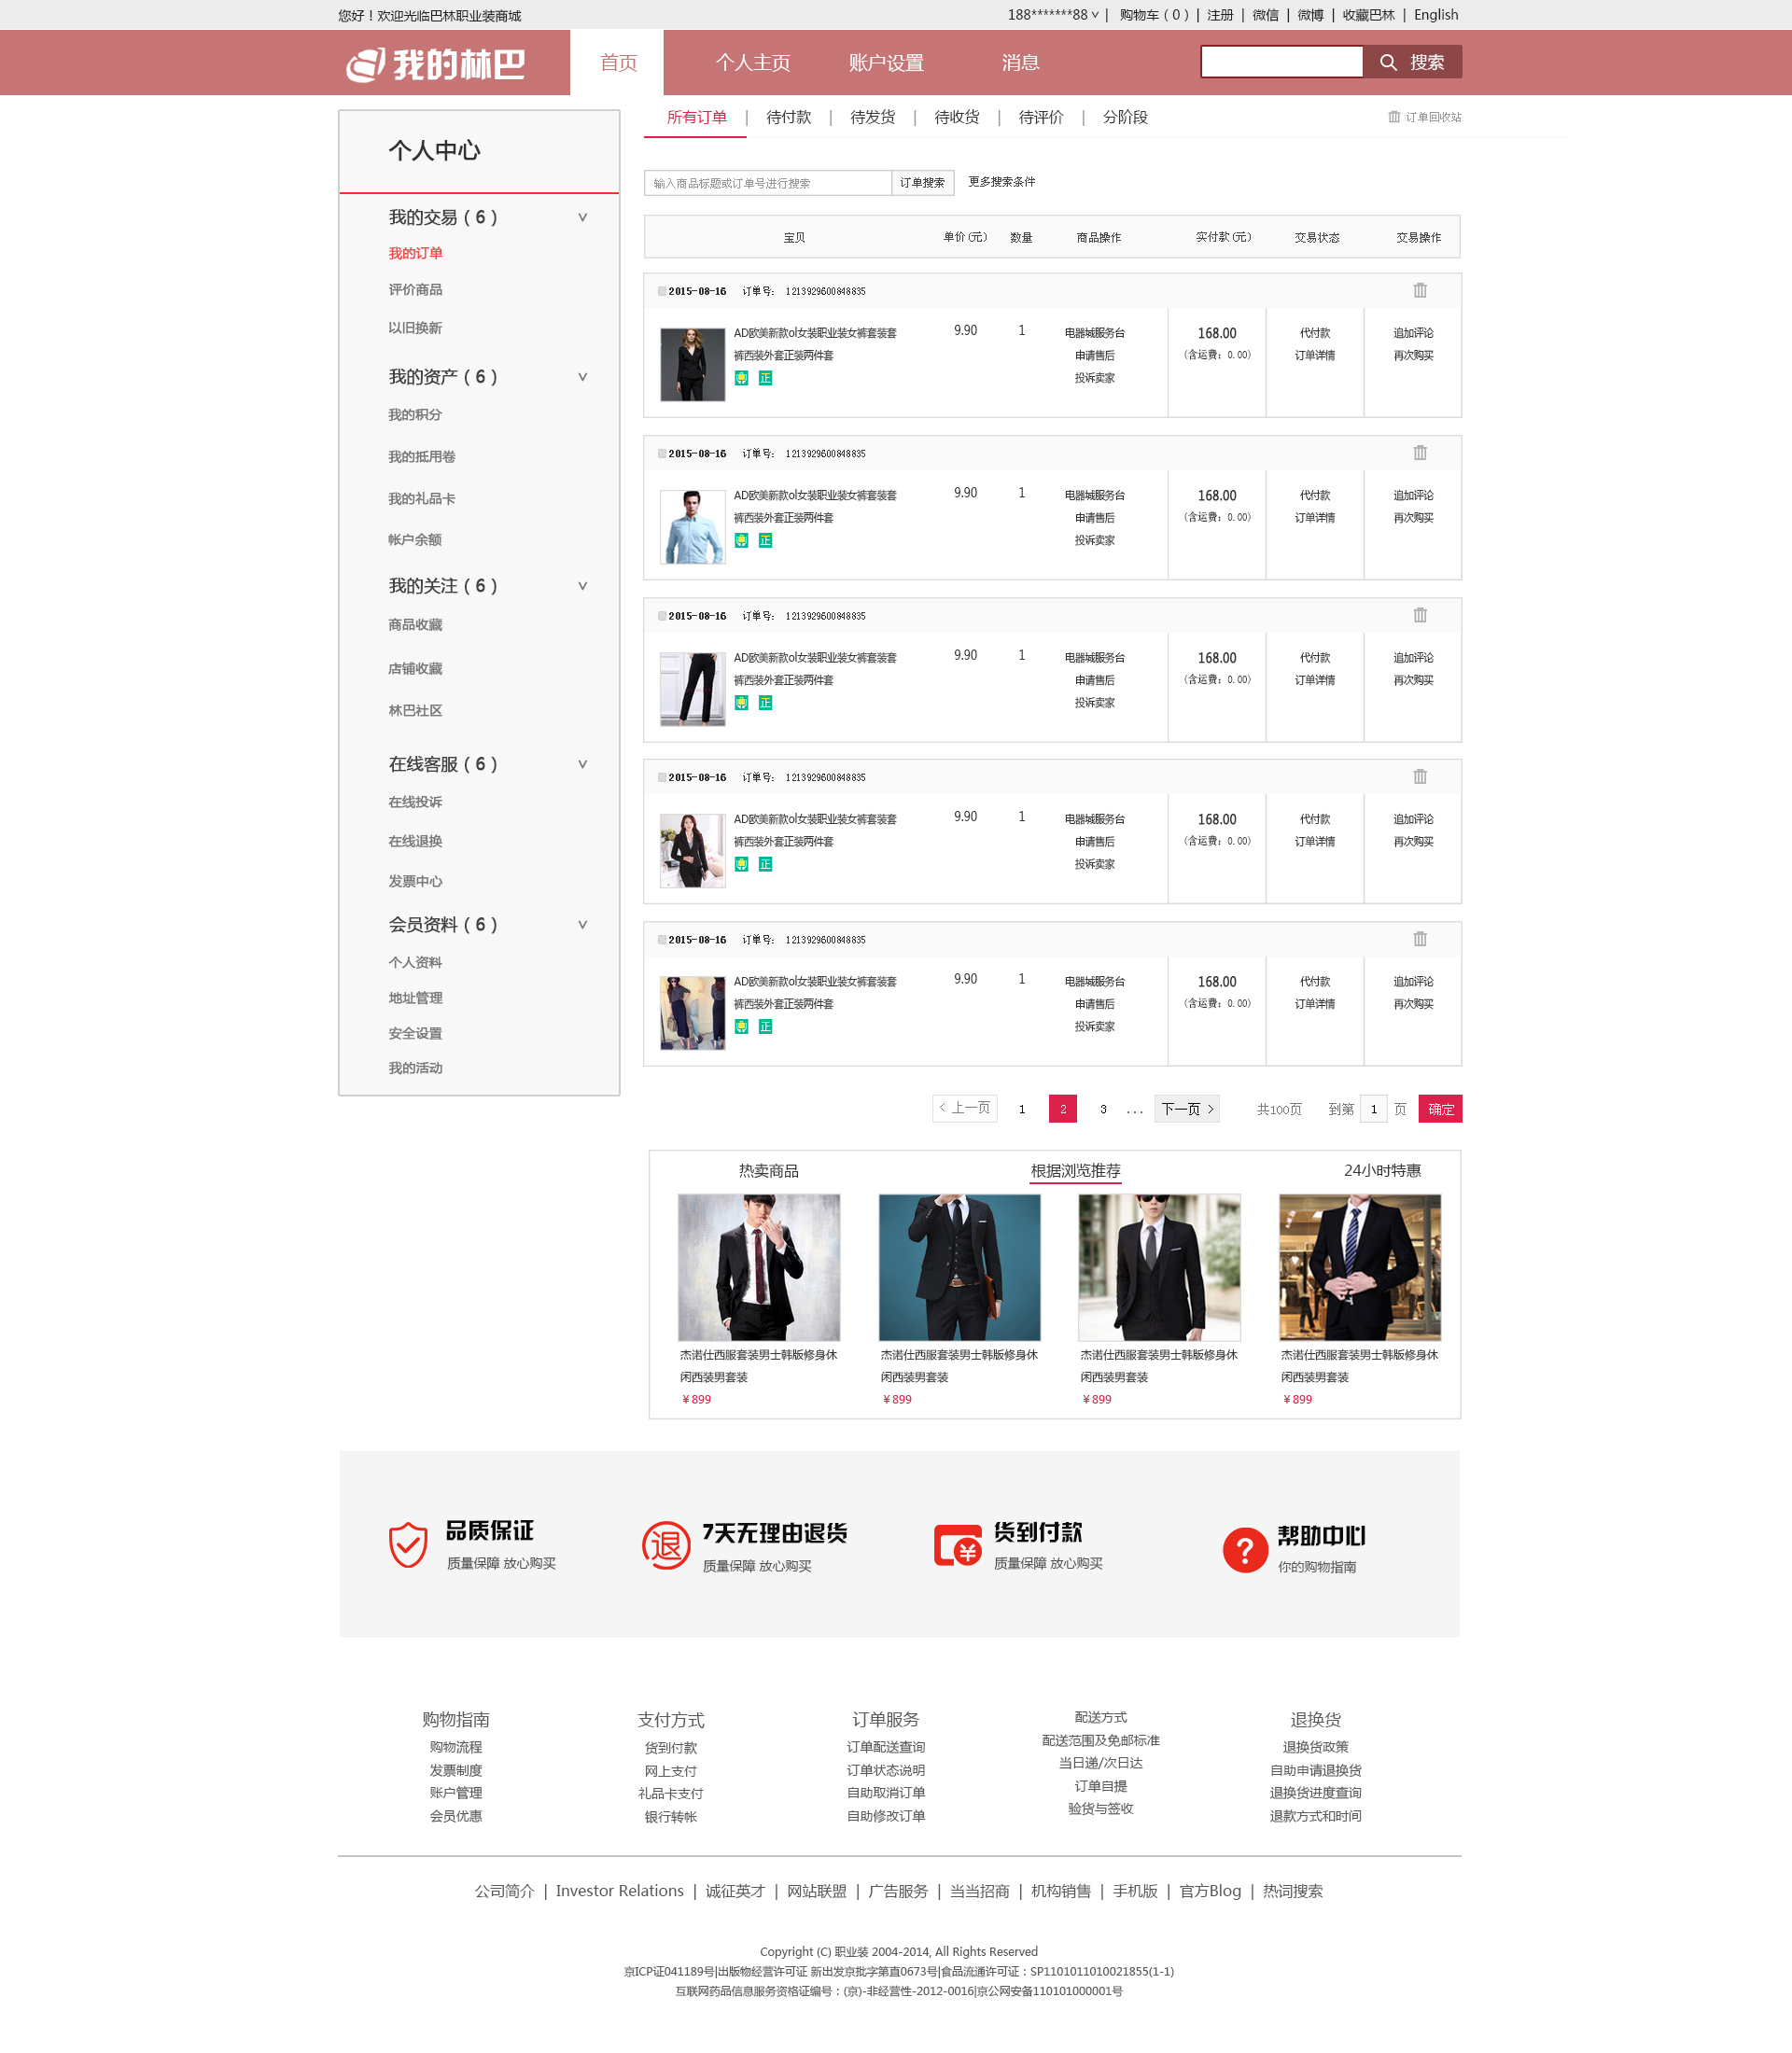 您好！欢迎光临巴林职业装商城
188*******88 ∨ | 购物车（0）| 注册 | 微信 | 微博 | 收藏巴林 | English
我的林巴 首页 个人主页 账户设置 消息 搜索
个人中心
我的交易（6）
我的订单
评价商品
以旧换新
我的资产（6）
我的积分
我的抵用卷
我的礼品卡
帐户余额
我的关注（6）
商品收藏
店铺收藏
林巴社区
在线客服（6）
在线投诉
在线退换
发票中心
会员资料（6）
个人资料
地址管理
安全设置
我的活动
所有订单 | 待付款 | 待发货 | 待收货 | 待评价 | 分阶段 订单回收站
输入商品标题或订单号进行搜索 订单搜索 更多搜索条件
宝贝 单价(元) 数量 商品操作 实付款(元) 交易状态 交易操作
2015-08-16 订单号： 1213929600848835
AD欧美新款ol女装职业装女裤套装套 9.90 1 电器城服务台 168.00 代付款 追加评论
裤西装外套正装两件套 申请售后 (含运费：0.00) 订单详情 再次购买
正 投诉卖家
2015-08-16 订单号： 1213929600848835
AD欧美新款ol女装职业装女裤套装套 9.90 1 电器城服务台 168.00 代付款 追加评论
裤西装外套正装两件套 申请售后 (含运费：0.00) 订单详情 再次购买
正 投诉卖家
2015-08-16 订单号： 1213929600848835
AD欧美新款ol女装职业装女裤套装套 9.90 1 电器城服务台 168.00 代付款 追加评论
裤西装外套正装两件套 申请售后 (含运费：0.00) 订单详情 再次购买
正 投诉卖家
2015-08-16 订单号： 1213929600848835
AD欧美新款ol女装职业装女裤套装套 9.90 1 电器城服务台 168.00 代付款 追加评论
裤西装外套正装两件套 申请售后 (含运费：0.00) 订单详情 再次购买
正 投诉卖家
2015-08-16 订单号： 1213929600848835
AD欧美新款ol女装职业装女裤套装套 9.90 1 电器城服务台 168.00 代付款 追加评论
裤西装外套正装两件套 申请售后 (含运费：0.00) 订单详情 再次购买
正 投诉卖家
< 上一页 1 2 3 ... 下一页 > 共100页 到第 1 页 确定
热卖商品 根据浏览推荐 24小时特惠
杰诺仕西服套装男士韩版修身休 杰诺仕西服套装男士韩版修身休 杰诺仕西服套装男士韩版修身休 杰诺仕西服套装男士韩版修身休
闲西装男套装 闲西装男套装 闲西装男套装 闲西装男套装
￥899 ￥899 ￥899 ￥899
品质保证 退 7天无理由退货 ¥ 货到付款 ? 帮助中心
质量保障 放心购买 质量保障 放心购买 质量保障 放心购买 你的购物指南
购物指南
购物流程
发票制度
账户管理
会员优惠
支付方式
货到付款
网上支付
礼品卡支付
银行转帐
订单服务
订单配送查询
订单状态说明
自助取消订单
自助修改订单
配送方式
配送范围及免邮标准
当日递/次日达
订单自提
验货与签收
退换货
退换货政策
自助申请退换货
退换货进度查询
退款方式和时间
公司简介 | Investor Relations | 诚征英才 | 网站联盟 | 广告服务 | 当当招商 | 机构销售 | 手机版 | 官方Blog | 热词搜索
Copyright (C) 职业装 2004-2014, All Rights Reserved
京ICP证041189号|出版物经营许可证 新出发京批字第直0673号|食品流通许可证：SP1101011010021855(1-1)
互联网药品信息服务资格证编号：(京)-非经营性-2012-0016|京公网安备110101000001号